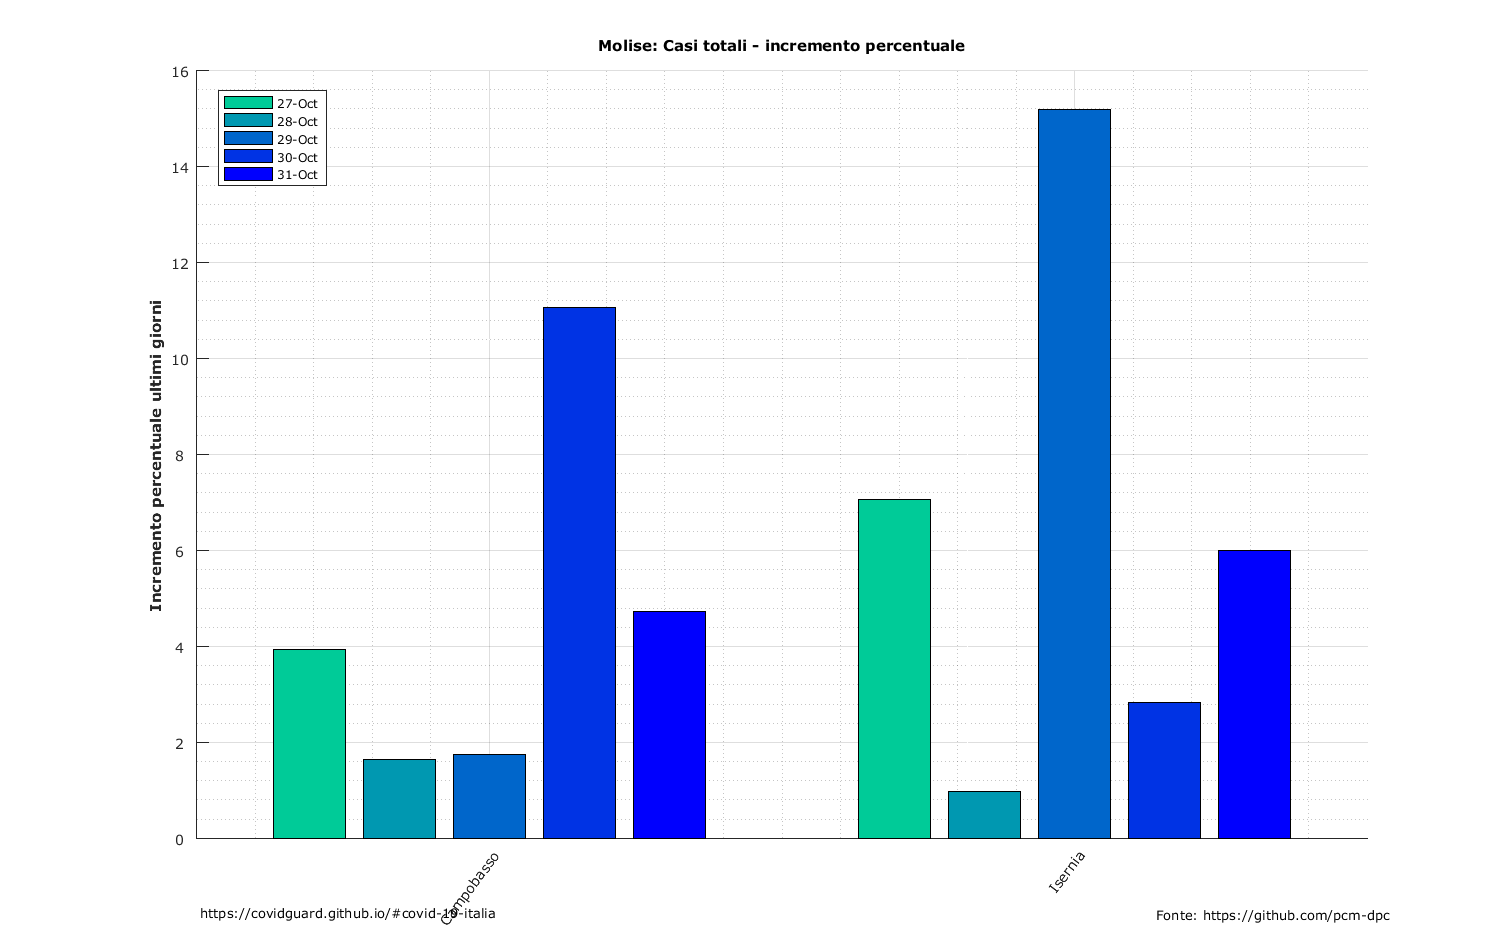 Molise: Casi totali - incremento percentuale
16
14
12
10
8
6
4
2
0
Incremento percentuale ultimi giorni
27-Oct
28-Oct
29-Oct
30-Oct
31-Oct
Campobasso
Isernia
https://covidguard.github.io/#covid-19-italia
Fonte: https://github.com/pcm-dpc